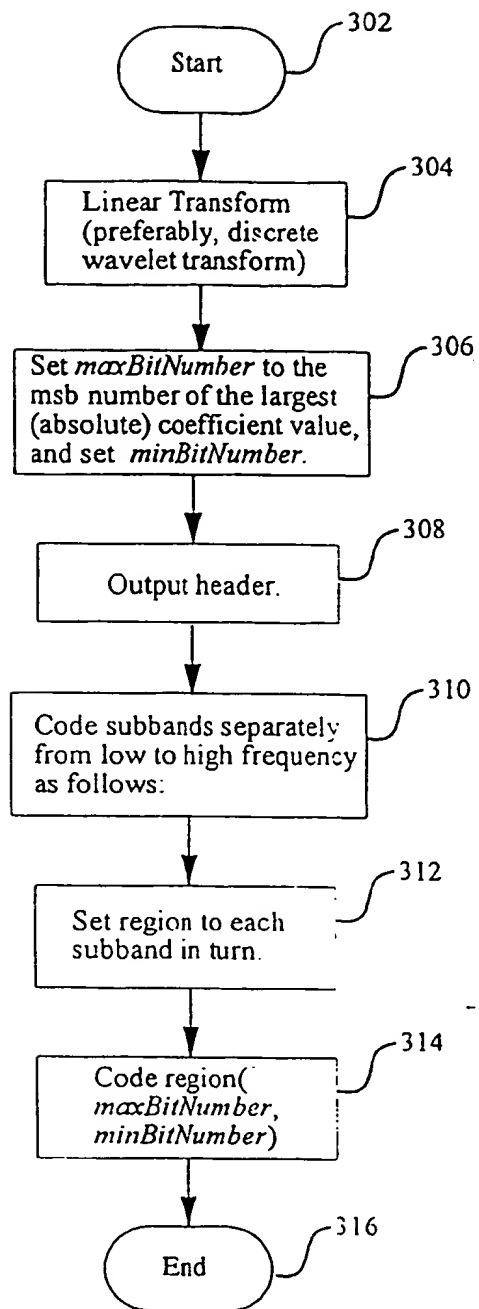 302
Start
304
Linear Transform
(preferably, discrete
wavelet transform)
306
Set maxBitNumber to the
msb number of the largest
(absolute) coefficient value,
and set minBitNumber.
308
Output header.
310
Code subbands separately
from low to high frequency
as follows:
312
Set region to each
subband in turn.
314
Code region(
maxBitNumber,
minBitNumber)
316
End